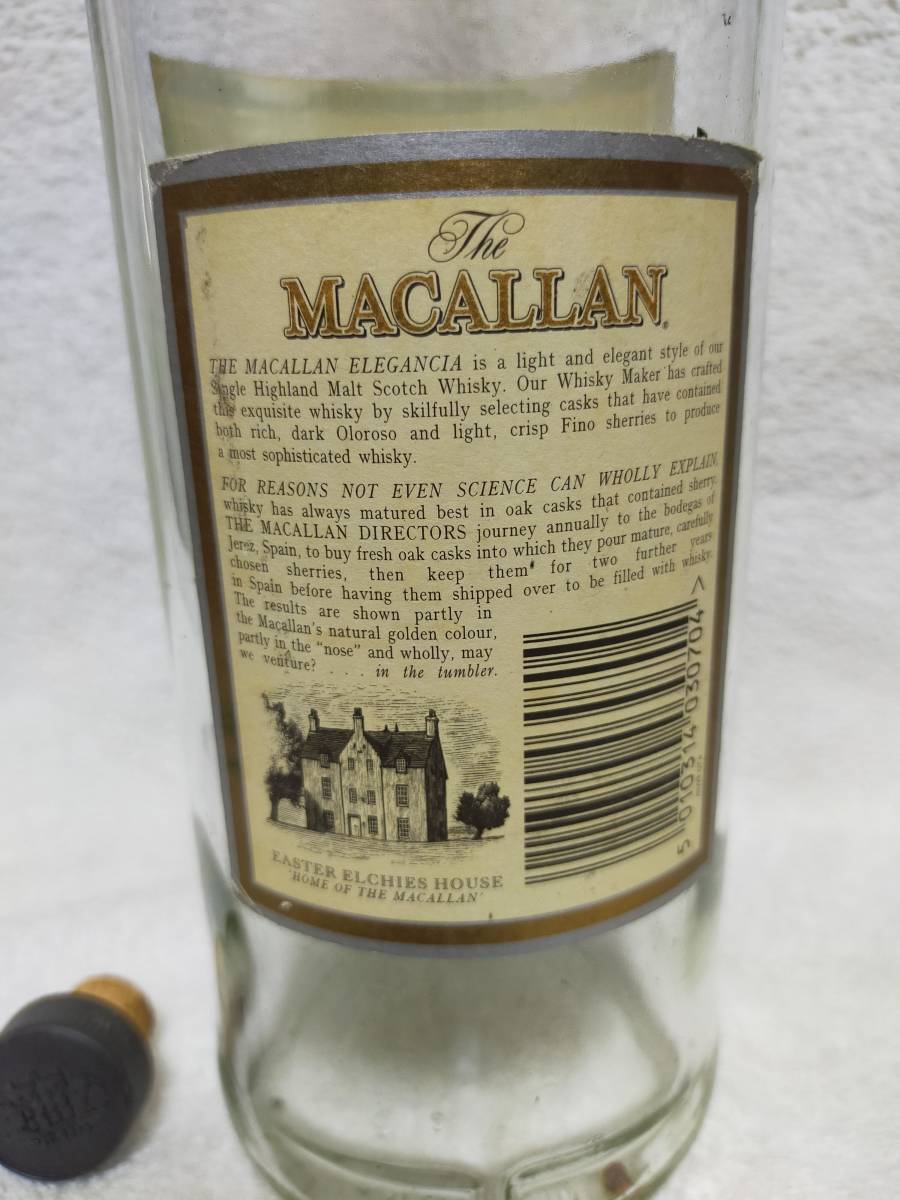 The
MACALLAN
THE MACALLAN ELEGANCIA is a light and elegant style of our
Single Highland Malt Scotch Whisky. Our Whisky Maker has crafted
this exquisite whisky by skilfully selecting casks that have contained
both rich, dark Oloroso and light, crisp Fino sherries to produce
a most sophisticated whisky.
FOR REASONS NOT EVEN SCIENCE CAN WHOLLY EXPLAIN,
whisky has always matured best in oak casks that contained sherry.
THE MACALLAN DIRECTORS journey annually to the bodegas of
Jerez, Spain, to buy fresh oak casks into which they pour mature, carefully
chosen sherries, then keep them for two further years
in Spain before having them shipped over to be filled with whisky.
The results are shown partly in
the Macallan's natural golden colour,
partly in the "nose" and wholly, may
we venture? . . . in the tumbler.
EASTER ELCHIES HOUSE
'HOME OF THE MACALLAN'
5 010314 030704 >